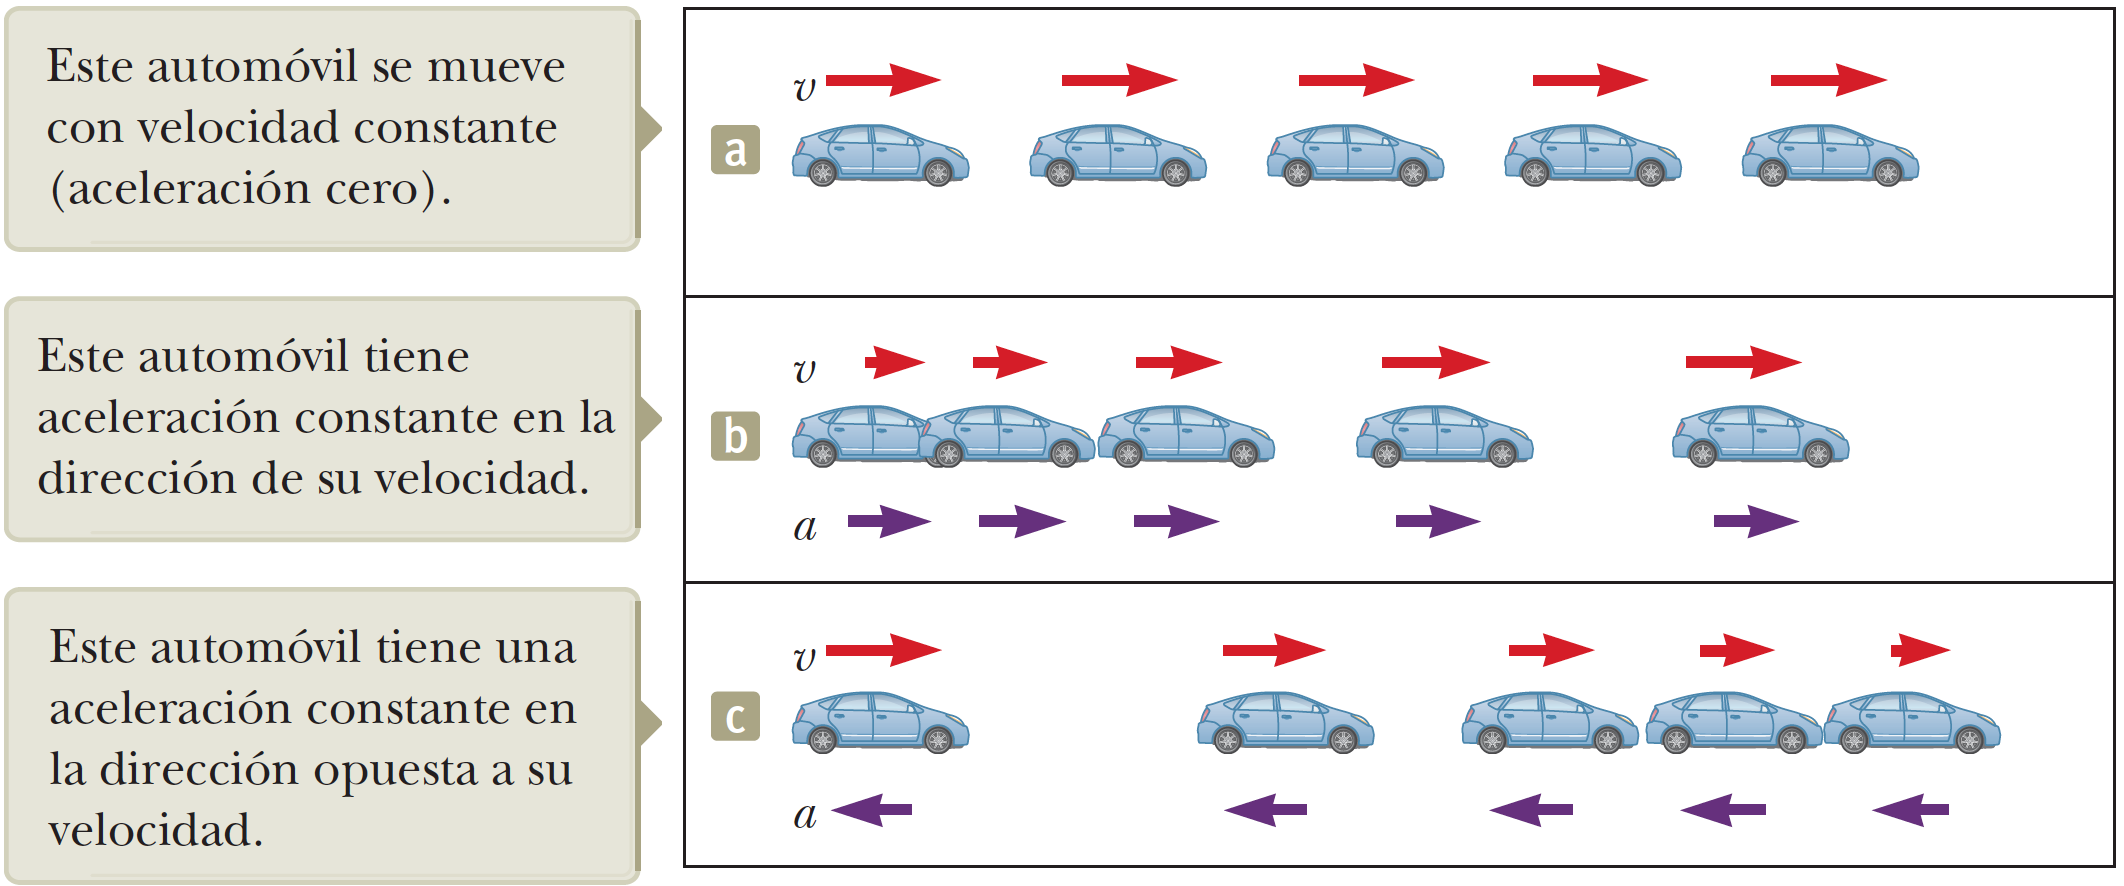 Este automóvil se mueve
con velocidad constante
(aceleración cero).
a
v
Este automóvil tiene
aceleración constante en la
dirección de su velocidad.
b
v
a
Este automóvil tiene una
aceleración constante en
la dirección opuesta a su
velocidad.
c
v
a